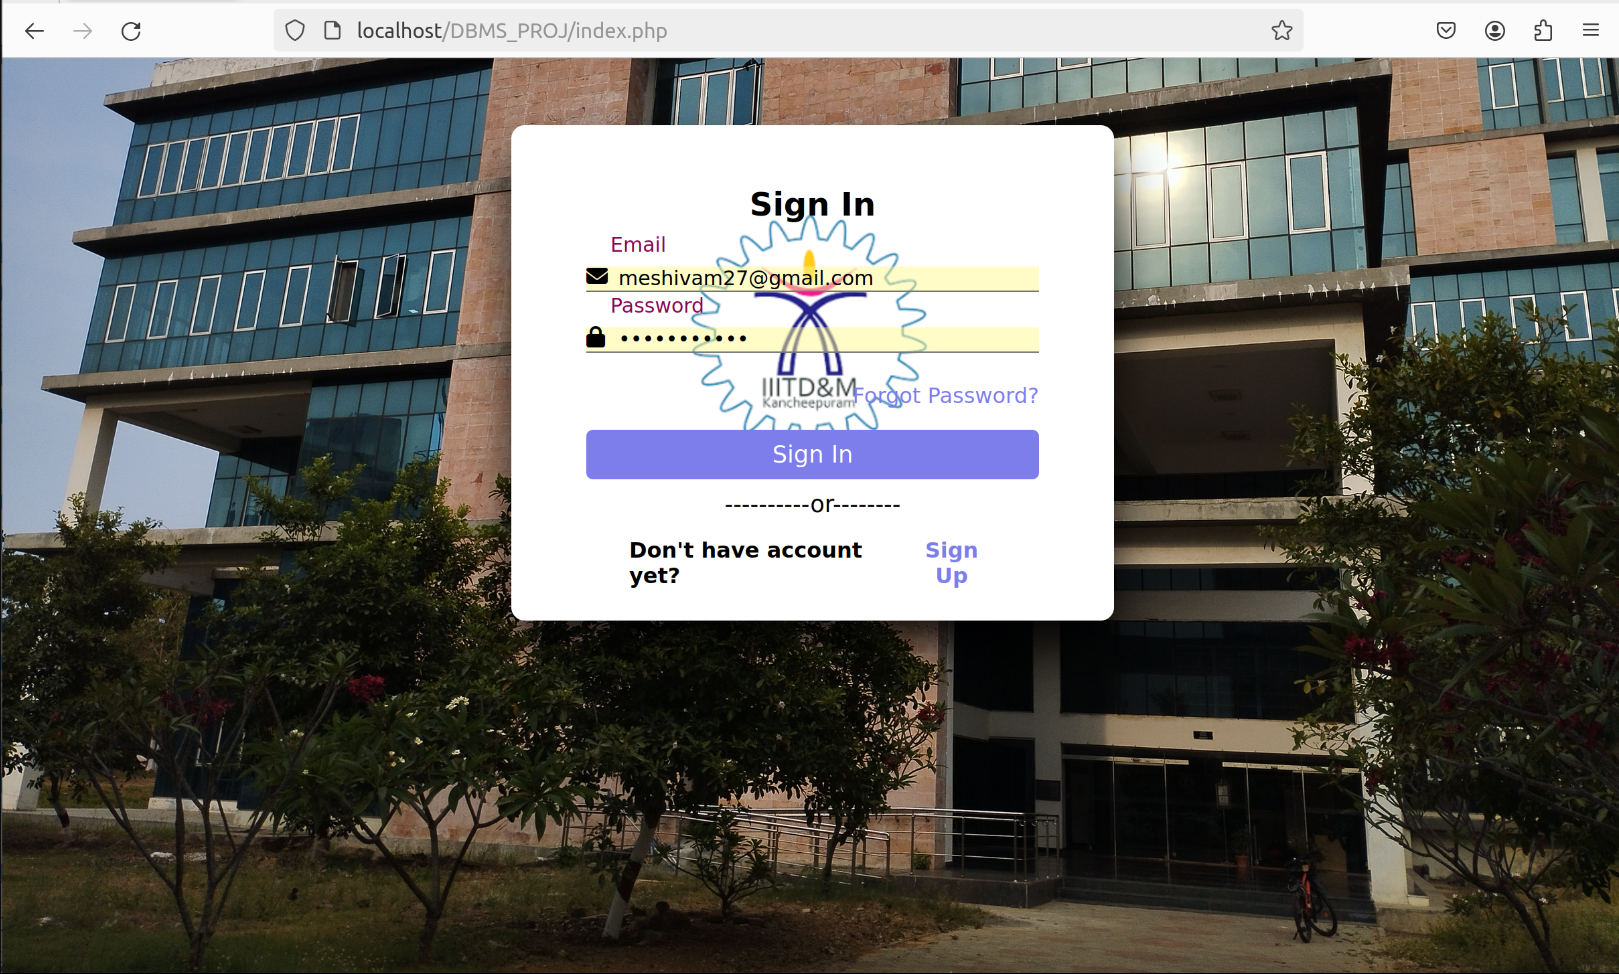 localhost/DBMS_PROJ/index.php
Sign In
Email
meshivam27@gmail.com
Password
•••••••••••
IIITD&M
Kancheepuram
Forgot Password?
Sign In
----------or--------
Don't have account yet?
Sign Up